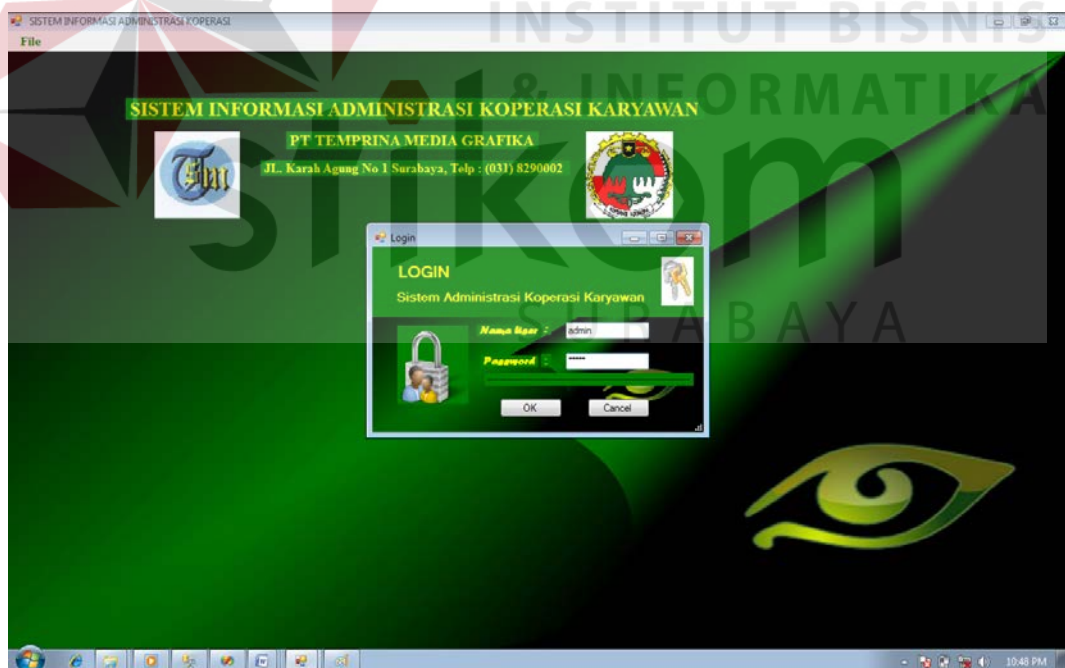 INSTITUT BISNIS
& INFORMATIKA
stikom
SURABAYA
SISTEM INFORMASI ADMINISTRASI KOPERASI
File
SISTEM INFORMASI ADMINISTRASI KOPERASI KARYAWAN
PT TEMPRINA MEDIA GRAFIKA
JL. Karah Agung No 1 Surabaya, Telp : (031) 8290002
Tm
Login
LOGIN
Sistem Administrasi Koperasi Karyawan
Nama User :
admin
Password :
OK
Cancel
10:48 PM